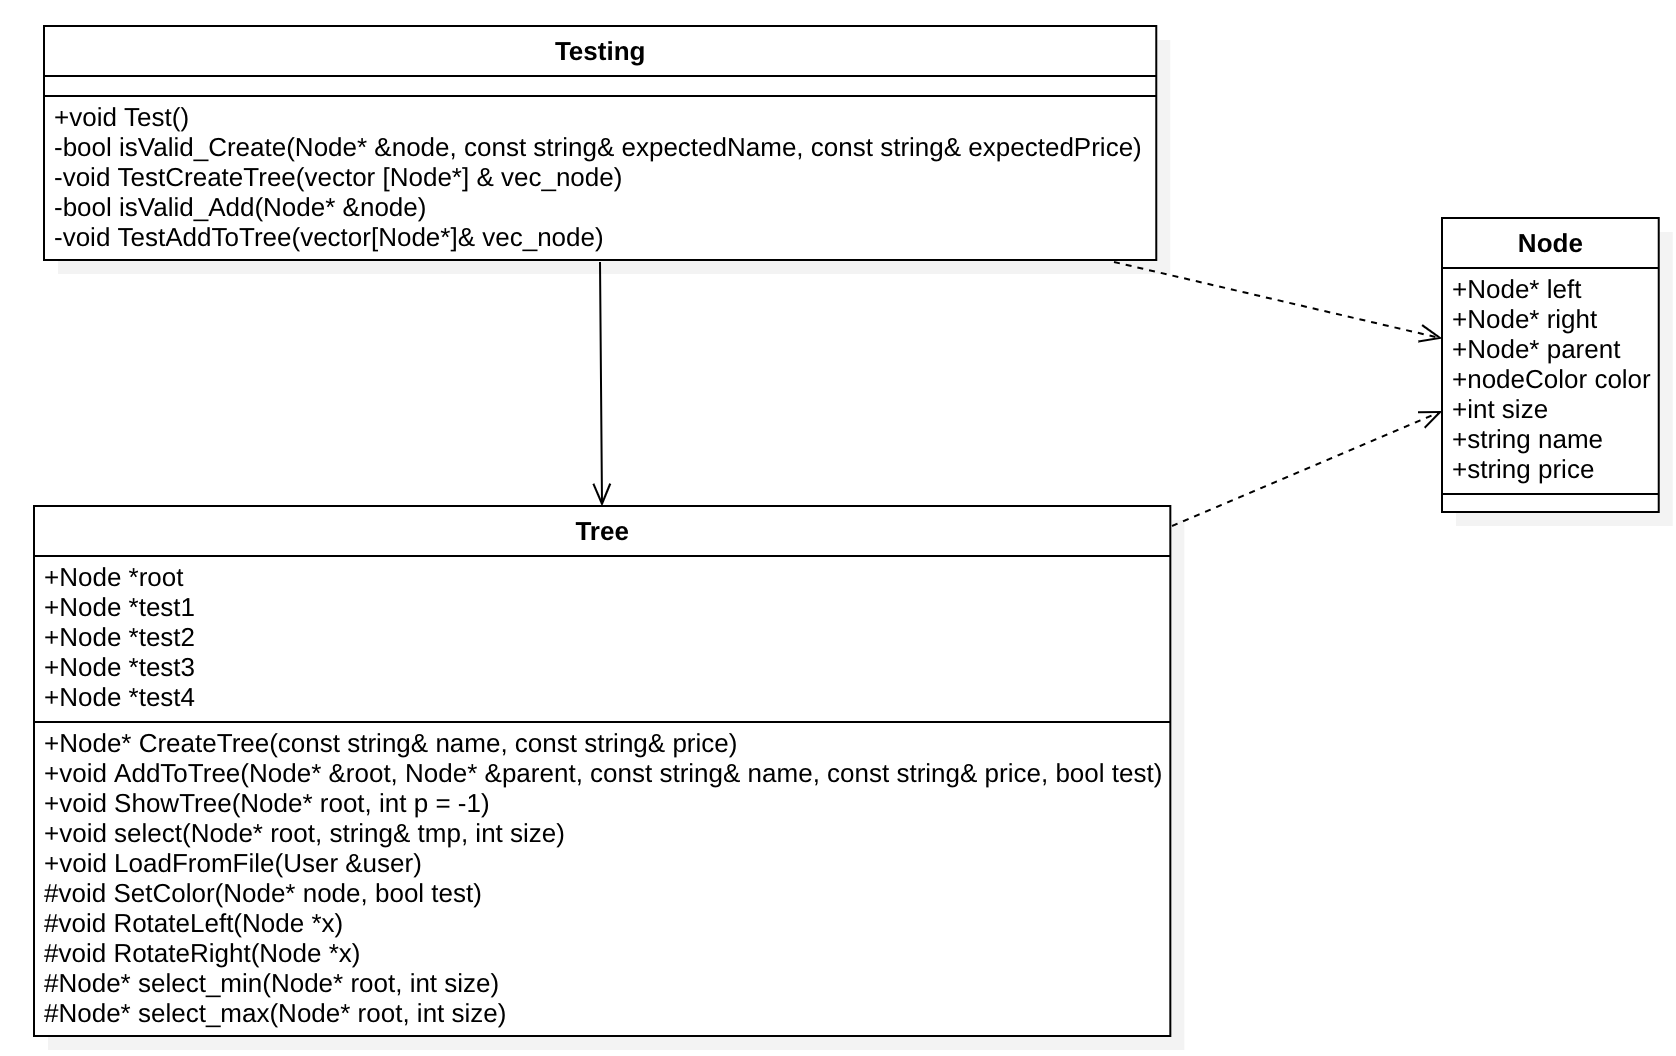 Testing
+void Test()
-bool isValid_Create(Node* &node, const string& expectedName, const string& expectedPrice)
-void TestCreateTree(vector [Node*] & vec_node)
-bool isValid_Add(Node* &node)
-void TestAddToTree(vector[Node*]& vec_node)
Node
+Node* left
+Node* right
+Node* parent
+nodeColor color
+int size
+string name
+string price
Tree
+Node *root
+Node *test1
+Node *test2
+Node *test3
+Node *test4
+Node* CreateTree(const string& name, const string& price)
+void AddToTree(Node* &root, Node* &parent, const string& name, const string& price, bool test)
+void ShowTree(Node* root, int p = -1)
+void select(Node* root, string& tmp, int size)
+void LoadFromFile(User &user)
#void SetColor(Node* node, bool test)
#void RotateLeft(Node *x)
#void RotateRight(Node *x)
#Node* select_min(Node* root, int size)
#Node* select_max(Node* root, int size)